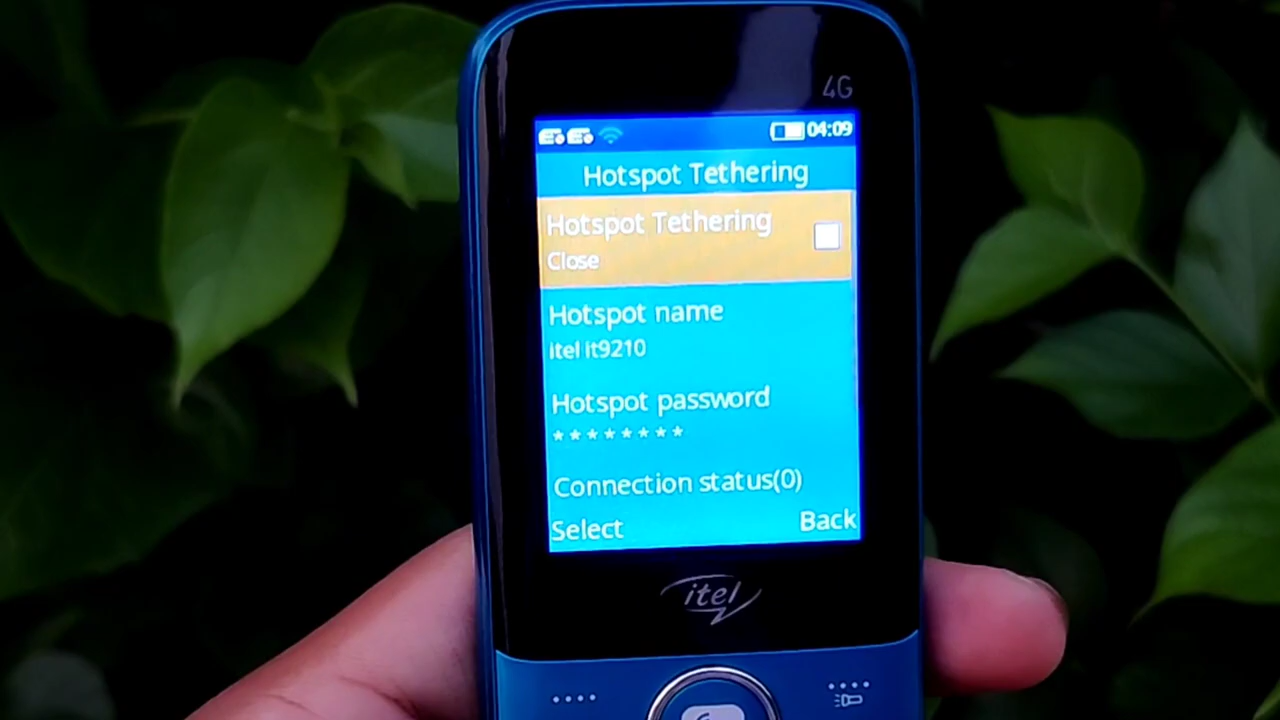 4G
04:09
Hotspot Tethering
Hotspot Tethering
Close
Hotspot name
itel it9210
Hotspot password
********
Connection status(0)
Select Back
itel